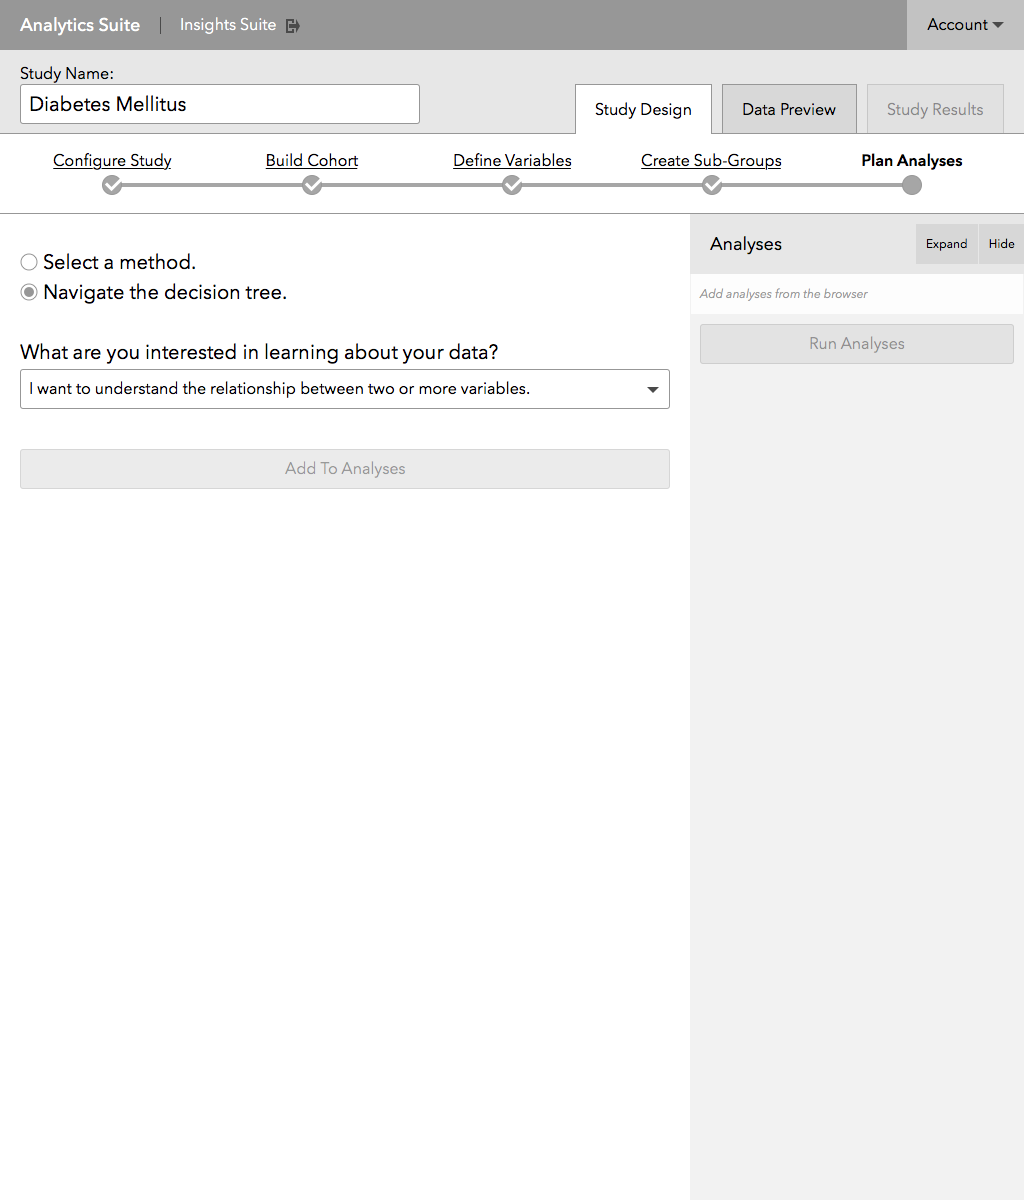 Analytics Suite | Insights Suite Account
Study Name:
Diabetes Mellitus
Study Design Data Preview Study Results
Configure Study Build Cohort Define Variables Create Sub-Groups Plan Analyses
Select a method.
Navigate the decision tree.
What are you interested in learning about your data?
I want to understand the relationship between two or more variables.
Add To Analyses
Analyses Expand Hide
Add analyses from the browser
Run Analyses